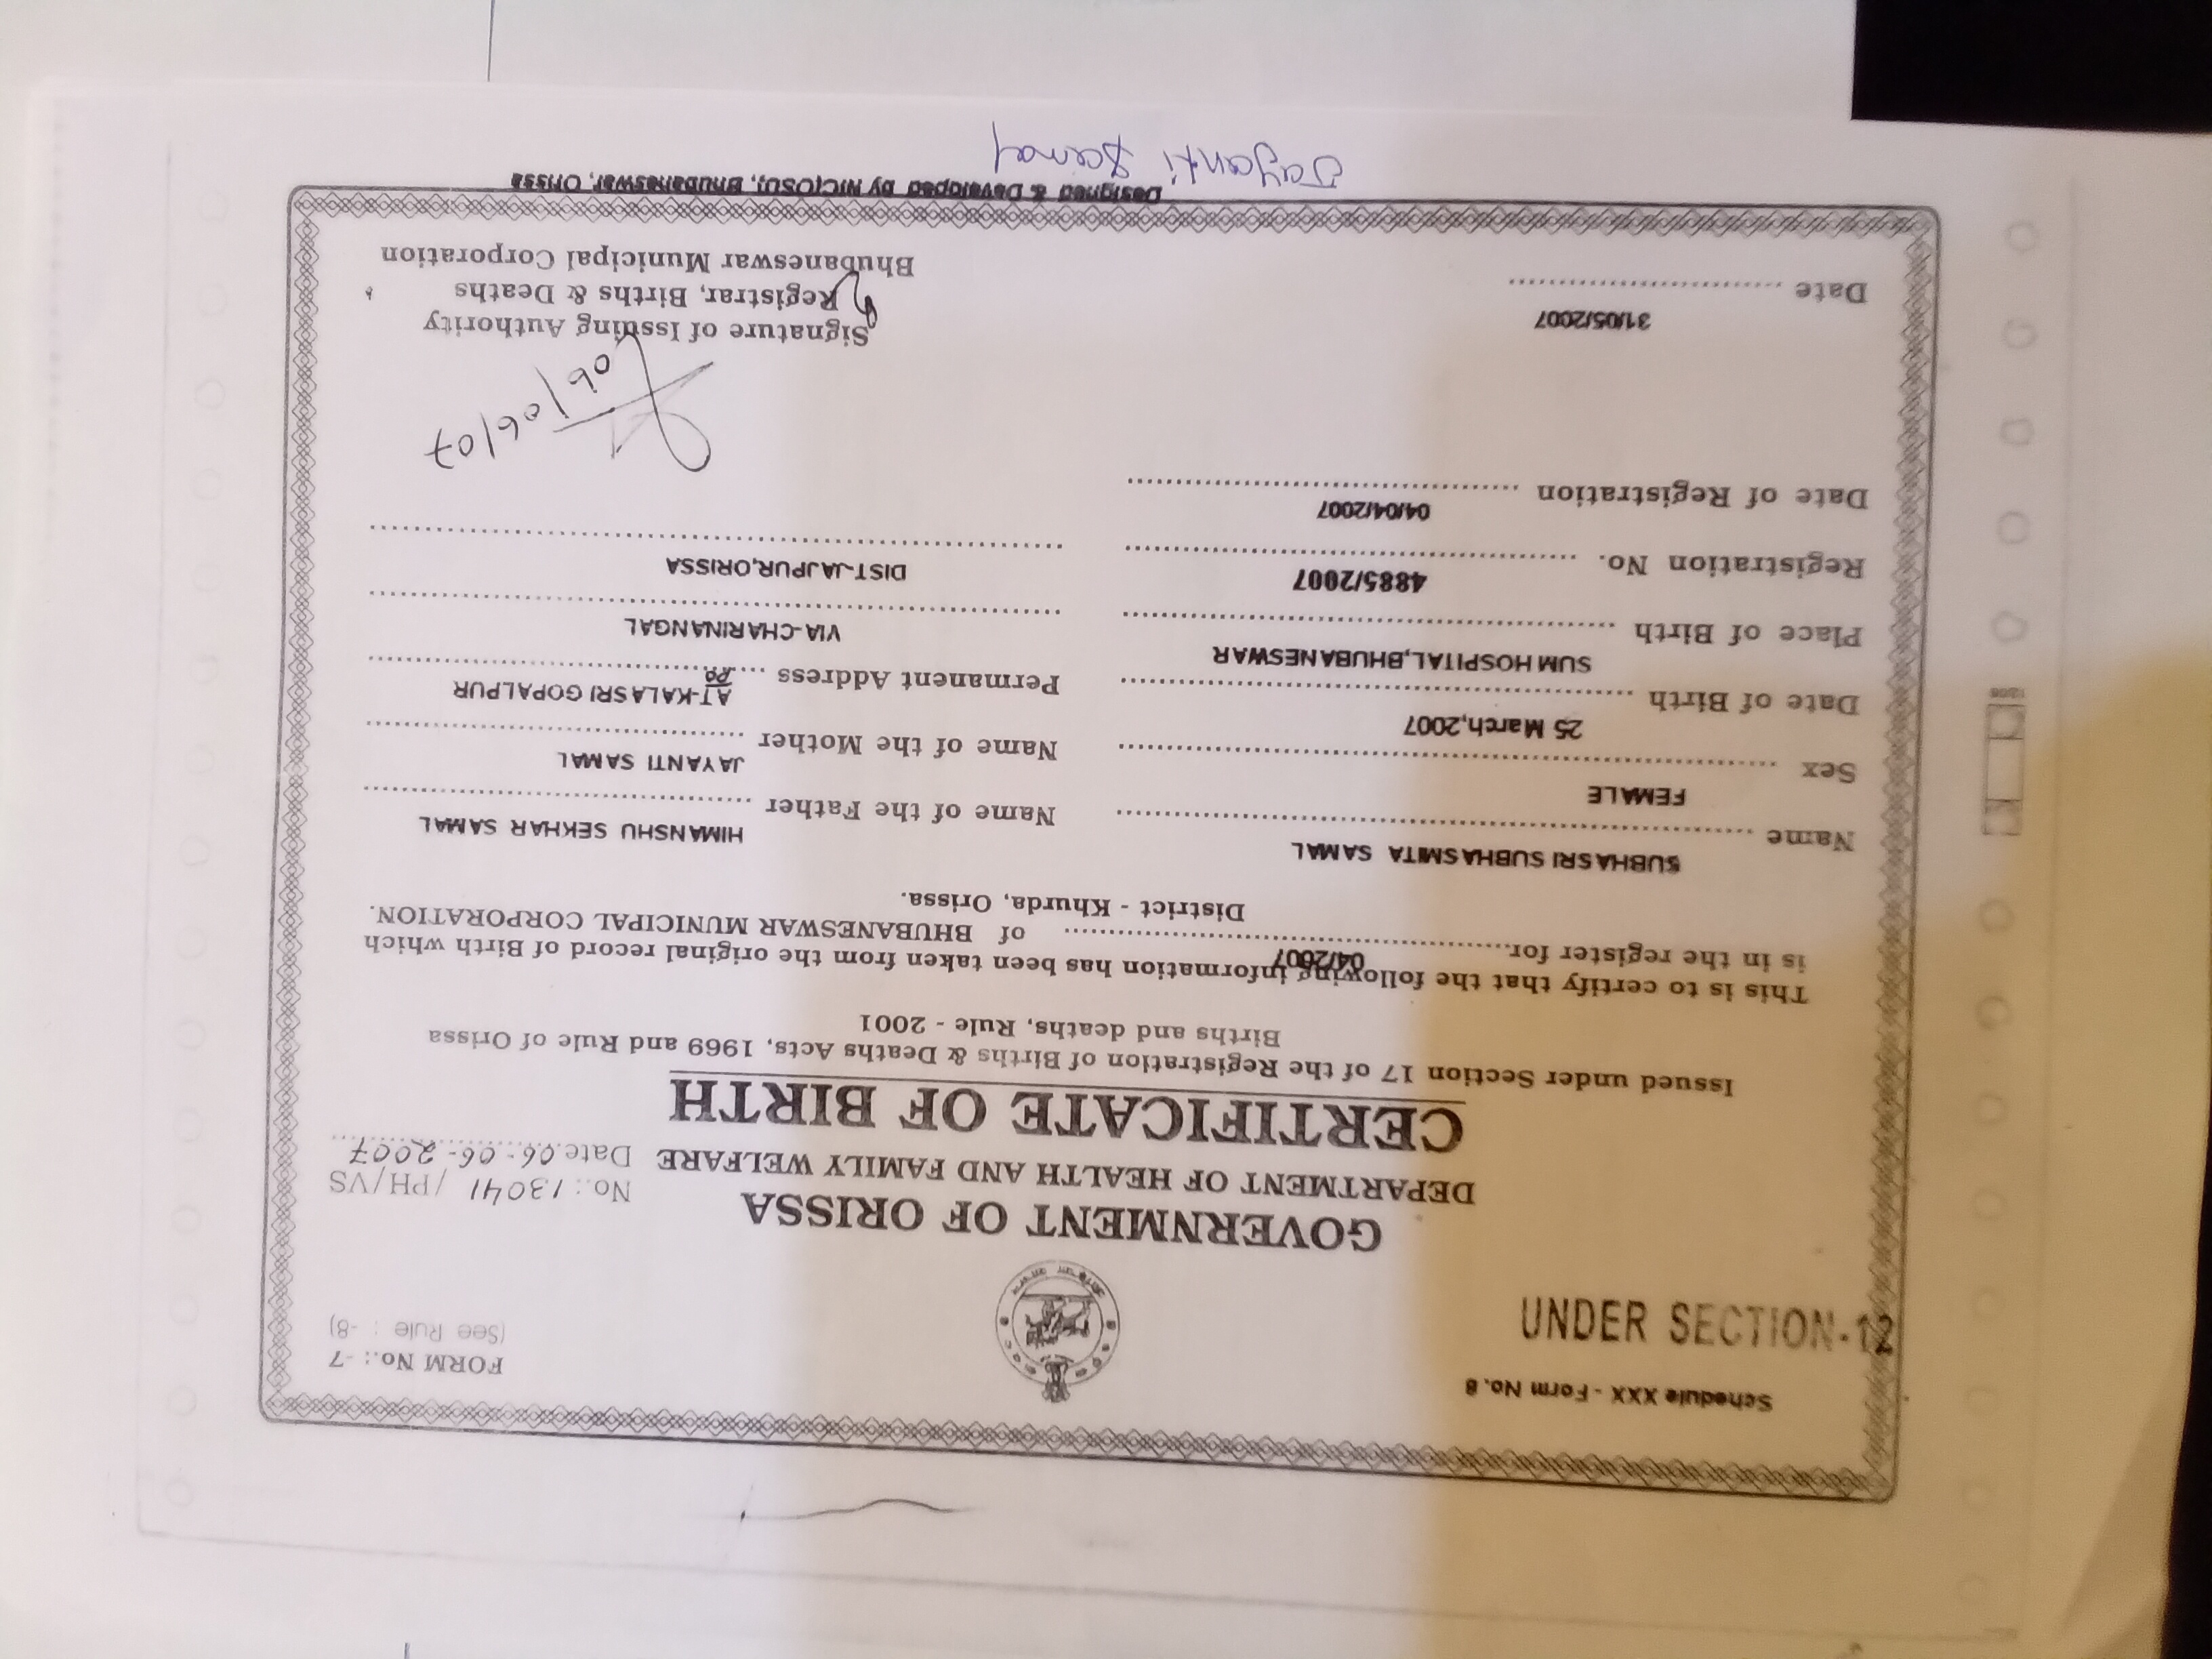 Schedule XXX - Form No. 8
FORM No.: -7
(See Rule : -8)
UNDER SECTION-12
GOVERNMENT OF ORISSA
DEPARTMENT OF HEALTH AND FAMILY WELFARE
No.: 13041 /PH/VS
Date 06-06-2007
CERTIFICATE OF BIRTH
Issued under Section 17 of the Registration of Births & Deaths Acts, 1969 and Rule of Orissa
Births and deaths, Rule - 2001
This is to certify that the following information has been taken from the original record of Birth which
is in the register for 04/2007 of BHUBANESWAR MUNICIPAL CORPORATION.
District - Khurda, Orissa.
Name SUBHASRI SUBHASMITA SAMAL
Sex FEMALE
Date of Birth 25 March,2007
Place of Birth SUM HOSPITAL,BHUBANESWAR
Registration No. 4885/2007
Date of Registration 04/04/2007
Name of the Father HIMANSHU SEKHAR SAMAL
Name of the Mother JAYANTI SAMAL
Permanent Address AT-KALASRI GOPALPUR
Po
VIA-CHARINANGAL
DIST-JAJPUR,ORISSA
06/06/07
Date 31/05/2007
Signature of Issuing Authority
Registrar, Births & Deaths
Bhubaneswar Municipal Corporation
Designed & Developed by NIC(OSU), Bhubaneswar, Orissa
Jayanti Samal